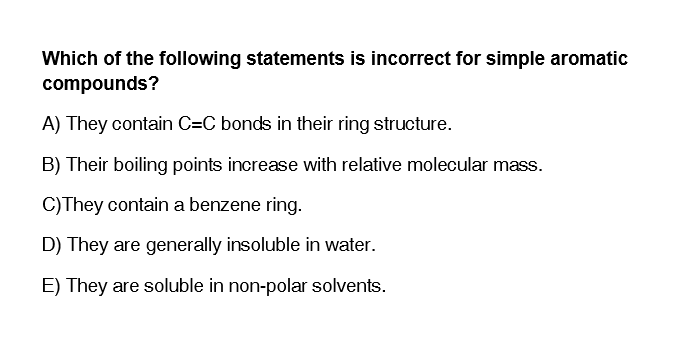 Which of the following statements is incorrect for simple aromatic
compounds?
A) They contain C=C bonds in their ring structure.
B) Their boiling points increase with relative molecular mass.
C)They contain a benzene ring.
D) They are generally insoluble in water.
E) They are soluble in non-polar solvents.